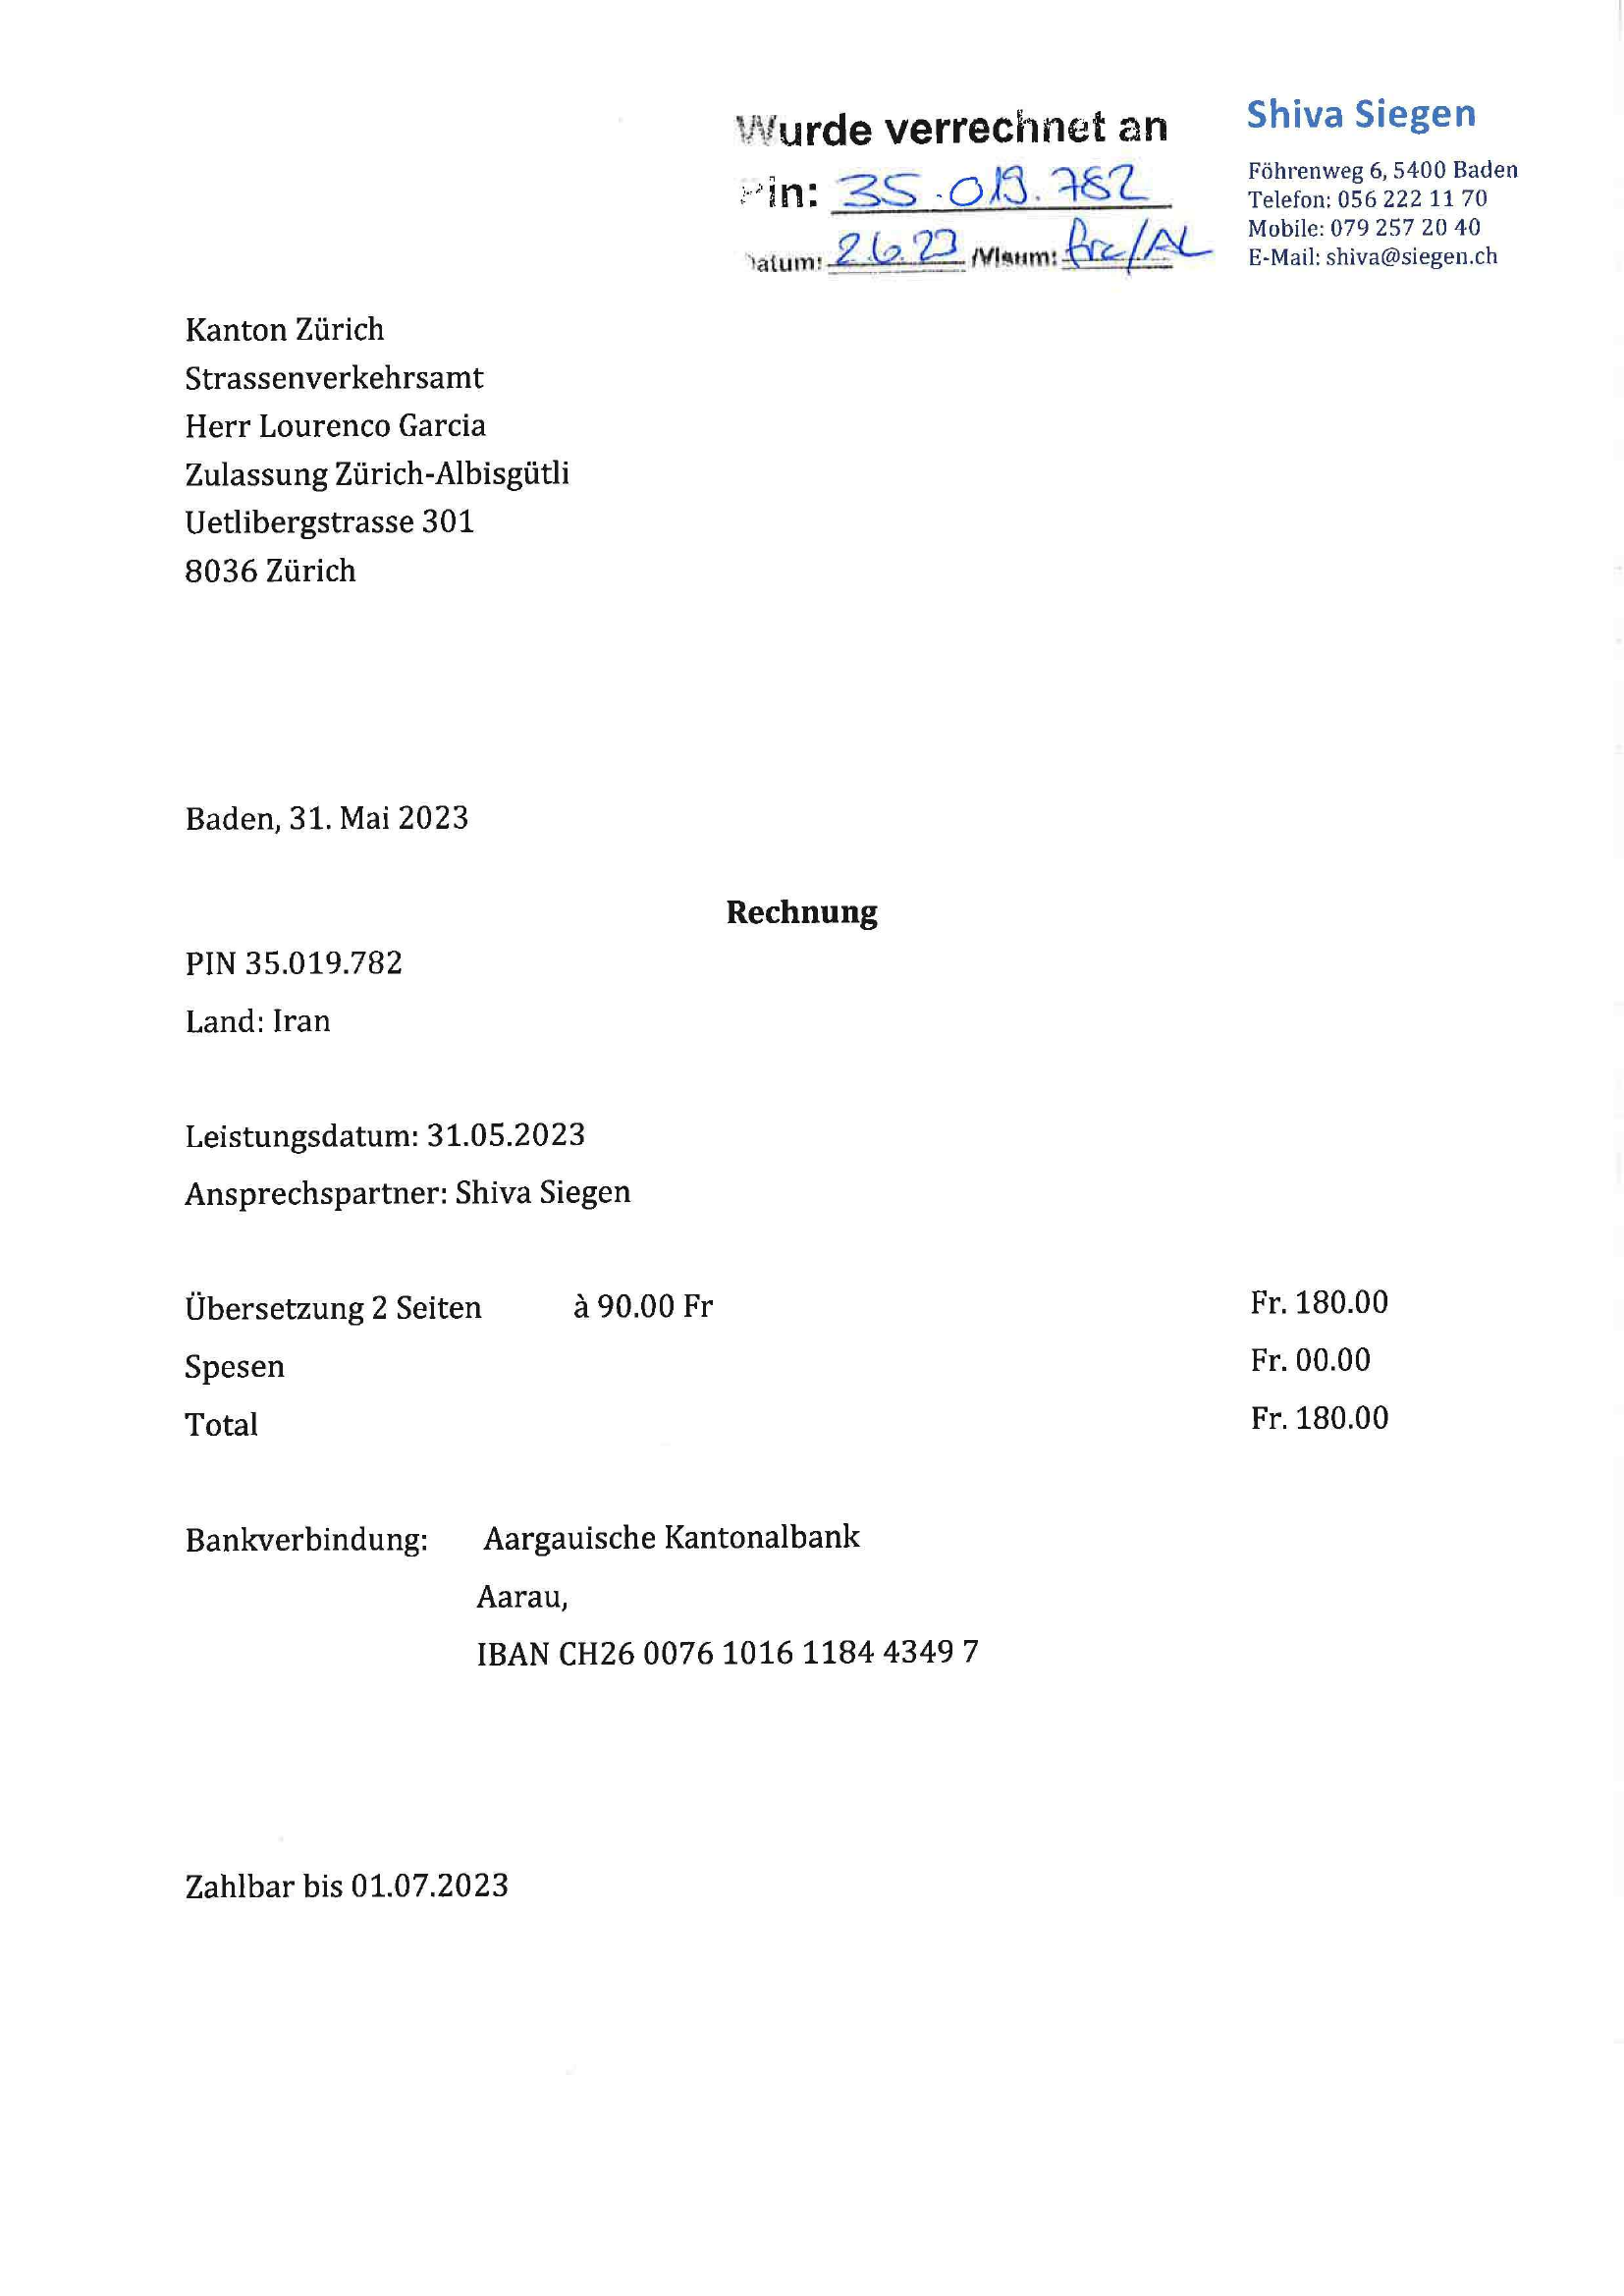 Wurde verrechnet an
Pin: 35.019.782
Datum: 2.6.23 /Visum:
Shiva Siegen
Föhrenweg 6, 5400 Baden
Telefon: 056 222 11 70
Mobile: 079 257 20 40
E-Mail: shiva@siegen.ch
Kanton Zürich
Strassenverkehrsamt
Herr Lourenco Garcia
Zulassung Zürich-Albisgütli
Uetlibergstrasse 301
8036 Zürich
Baden, 31. Mai 2023
Rechnung
PIN 35.019.782
Land: Iran
Leistungsdatum: 31.05.2023
Ansprechspartner: Shiva Siegen
Übersetzung 2 Seiten à 90.00 Fr Fr. 180.00
Spesen Fr. 00.00
Total Fr. 180.00
Bankverbindung: Aargauische Kantonalbank
Aarau,
IBAN CH26 0076 1016 1184 4349 7
Zahlbar bis 01.07.2023